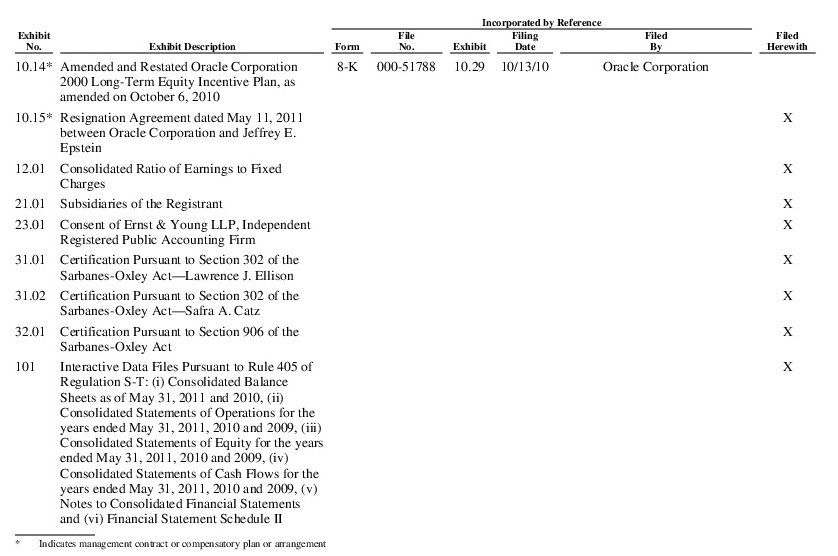 Incorporated by Reference
Exhibit No. Exhibit Description Form File No. Exhibit Filing Date Filed By Filed Herewith
10.14* Amended and Restated Oracle Corporation 8-K 000-51788 10.29 10/13/10 Oracle Corporation
2000 Long-Term Equity Incentive Plan, as
amended on October 6, 2010
10.15* Resignation Agreement dated May 11, 2011 X
between Oracle Corporation and Jeffrey E.
Epstein
12.01 Consolidated Ratio of Earnings to Fixed X
Charges
21.01 Subsidiaries of the Registrant X
23.01 Consent of Ernst & Young LLP, Independent X
Registered Public Accounting Firm
31.01 Certification Pursuant to Section 302 of the X
Sarbanes-Oxley Act—Lawrence J. Ellison
31.02 Certification Pursuant to Section 302 of the X
Sarbanes-Oxley Act—Safra A. Catz
32.01 Certification Pursuant to Section 906 of the X
Sarbanes-Oxley Act
101 Interactive Data Files Pursuant to Rule 405 of X
Regulation S-T: (i) Consolidated Balance
Sheets as of May 31, 2011 and 2010, (ii)
Consolidated Statements of Operations for the
years ended May 31, 2011, 2010 and 2009, (iii)
Consolidated Statements of Equity for the years
ended May 31, 2011, 2010 and 2009, (iv)
Consolidated Statements of Cash Flows for the
years ended May 31, 2011, 2010 and 2009, (v)
Notes to Consolidated Financial Statements
and (vi) Financial Statement Schedule II
* Indicates management contract or compensatory plan or arrangement